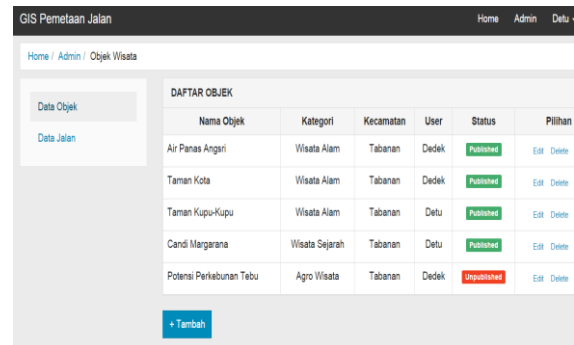 GIS Pemetaan Jalan Home Admin Detu
Home / Admin / Objek Wisata
Data Objek
Data Jalan
DAFTAR OBJEK
Nama Objek Kategori Kecamatan User Status Pilihan
Air Panas Angsri Wisata Alam Tabanan Dedek Published Edit Delete
Taman Kota Wisata Alam Tabanan Dedek Published Edit Delete
Taman Kupu-Kupu Wisata Alam Tabanan Detu Published Edit Delete
Candi Margarana Wisata Sejarah Tabanan Detu Published Edit Delete
Potensi Perkebunan Tebu Agro Wisata Tabanan Dedek Unpublished Edit Delete
+ Tambah